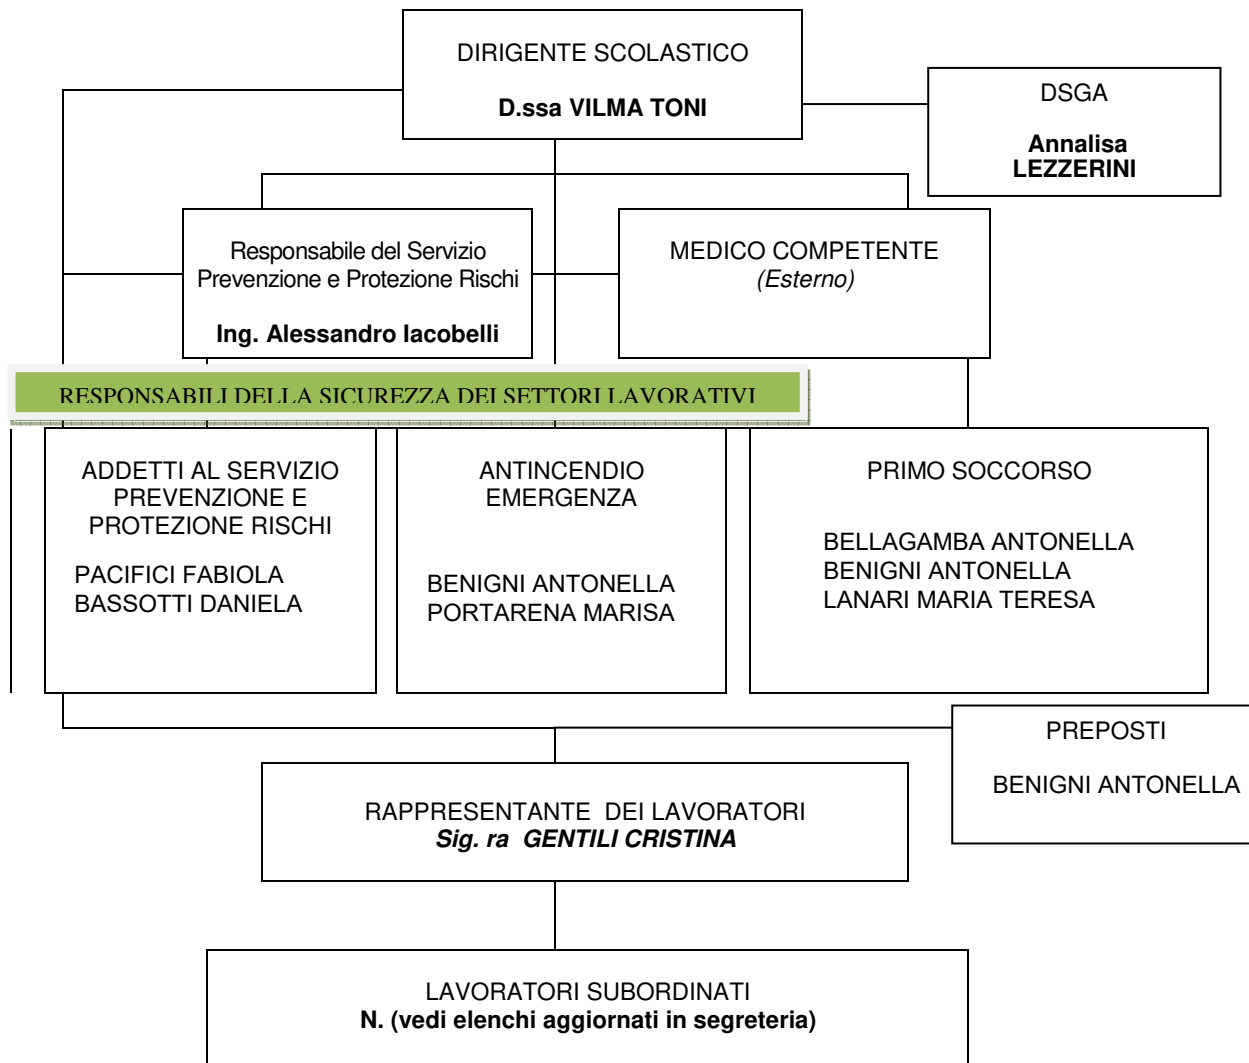 DIRIGENTE SCOLASTICO
D.ssa VILMA TONI
DSGA
Annalisa
LEZZERINI
Responsabile del Servizio
Prevenzione e Protezione Rischi
Ing. Alessandro Iacobelli
MEDICO COMPETENTE
(Esterno)
RESPONSABILI DELLA SICUREZZA DEI SETTORI LAVORATIVI
ADDETTI AL SERVIZIO
PREVENZIONE E
PROTEZIONE RISCHI
PACIFICI FABIOLA
BASSOTTI DANIELA
ANTINCENDIO
EMERGENZA
BENIGNI ANTONELLA
PORTARENA MARISA
PRIMO SOCCORSO
BELLAGAMBA ANTONELLA
BENIGNI ANTONELLA
LANARI MARIA TERESA
PREPOSTI
BENIGNI ANTONELLA
RAPPRESENTANTE DEI LAVORATORI
Sig. ra GENTILI CRISTINA
LAVORATORI SUBORDINATI
N. (vedi elenchi aggiornati in segreteria)